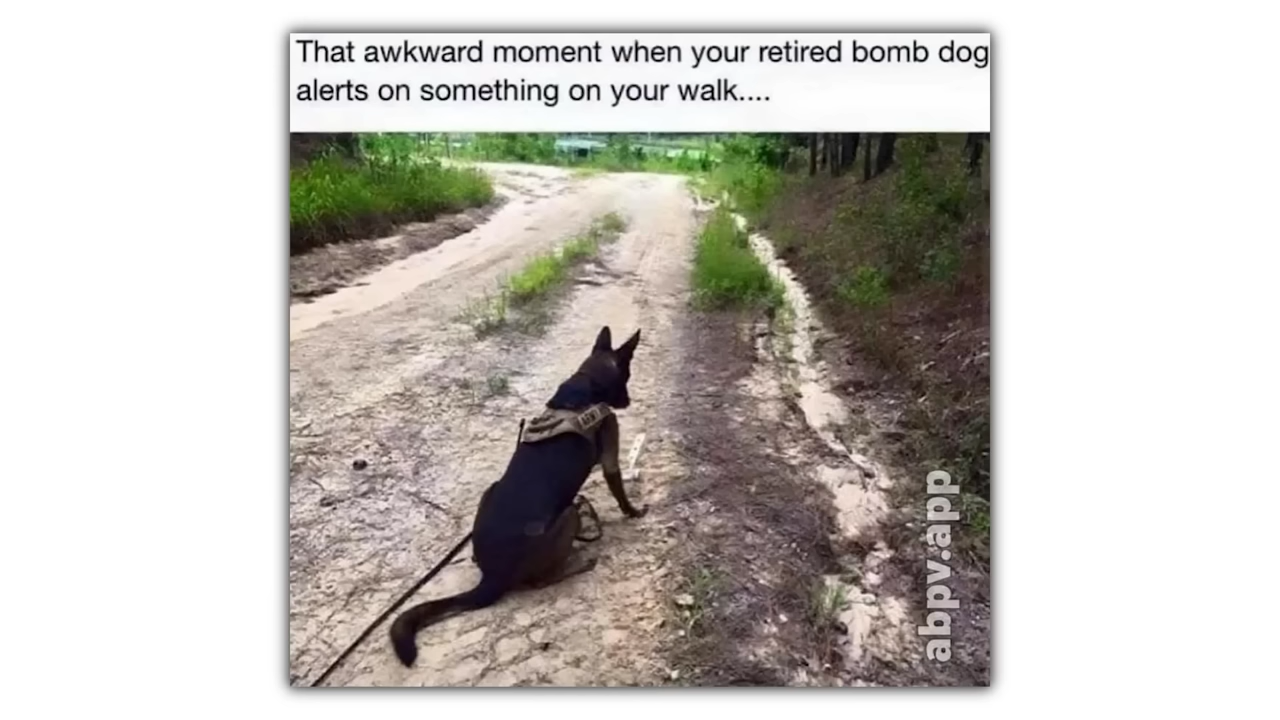 That awkward moment when your retired bomb dog
alerts on something on your walk....
abpv.app